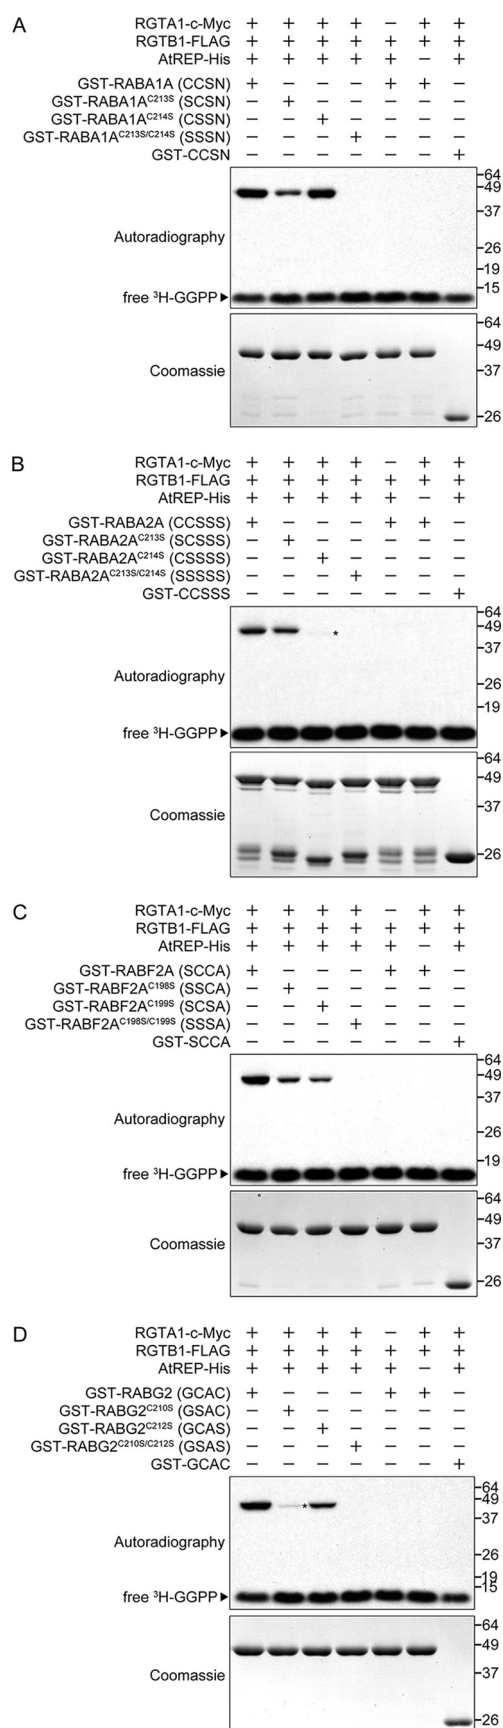 A
RGTA1-c-Myc + + + + − + +
RGTB1-FLAG + + + + + + +
AtREP-His + + + + + − +
GST-RABA1A (CCSN) + − − − + + −
GST-RABA1A^C213S (SCSN) − + − − − − −
GST-RABA1A^C214S (CSSN) − − + − − − −
GST-RABA1A^C213S/C214S (SSSN) − − − + − − −
GST-CCSN − − − − − − +
64
49
37
Autoradiography
26
19
15
free ³H-GGPP ▶
64
49
Coomassie
37
26
B
RGTA1-c-Myc + + + + − + +
RGTB1-FLAG + + + + + + +
AtREP-His + + + + + − +
GST-RABA2A (CCSSS) + − − − + + −
GST-RABA2A^C213S (SCSSS) − + − − − − −
GST-RABA2A^C214S (CSSSS) − − + − − − −
GST-RABA2A^C213S/C214S (SSSSS) − − − + − − −
GST-CCSSS − − − − − − +
64
49
*
37
Autoradiography
26
19
free ³H-GGPP ▶
64
49
Coomassie
37
26
C
RGTA1-c-Myc + + + + − + +
RGTB1-FLAG + + + + + + +
AtREP-His + + + + + − +
GST-RABF2A (SCCA) + − − − + + −
GST-RABF2A^C198S (SSCA) − + − − − − −
GST-RABF2A^C199S (SCSA) − − + − − − −
GST-RABF2A^C198S/C199S (SSSA) − − − + − − −
GST-SCCA − − − − − − +
64
49
37
Autoradiography
26
19
free ³H-GGPP ▶
64
49
Coomassie
37
26
D
RGTA1-c-Myc + + + + − + +
RGTB1-FLAG + + + + + + +
AtREP-His + + + + + − +
GST-RABG2 (GCAC) + − − − + + −
GST-RABG2^C210S (GSAC) − + − − − − −
GST-RABG2^C212S (GCAS) − − + − − − −
GST-RABG2^C210S/C212S (GSAS) − − − + − − −
GST-GCAC − − − − − − +
64
49
*
37
Autoradiography
26
19
15
free ³H-GGPP ▶
64
49
Coomassie
37
26